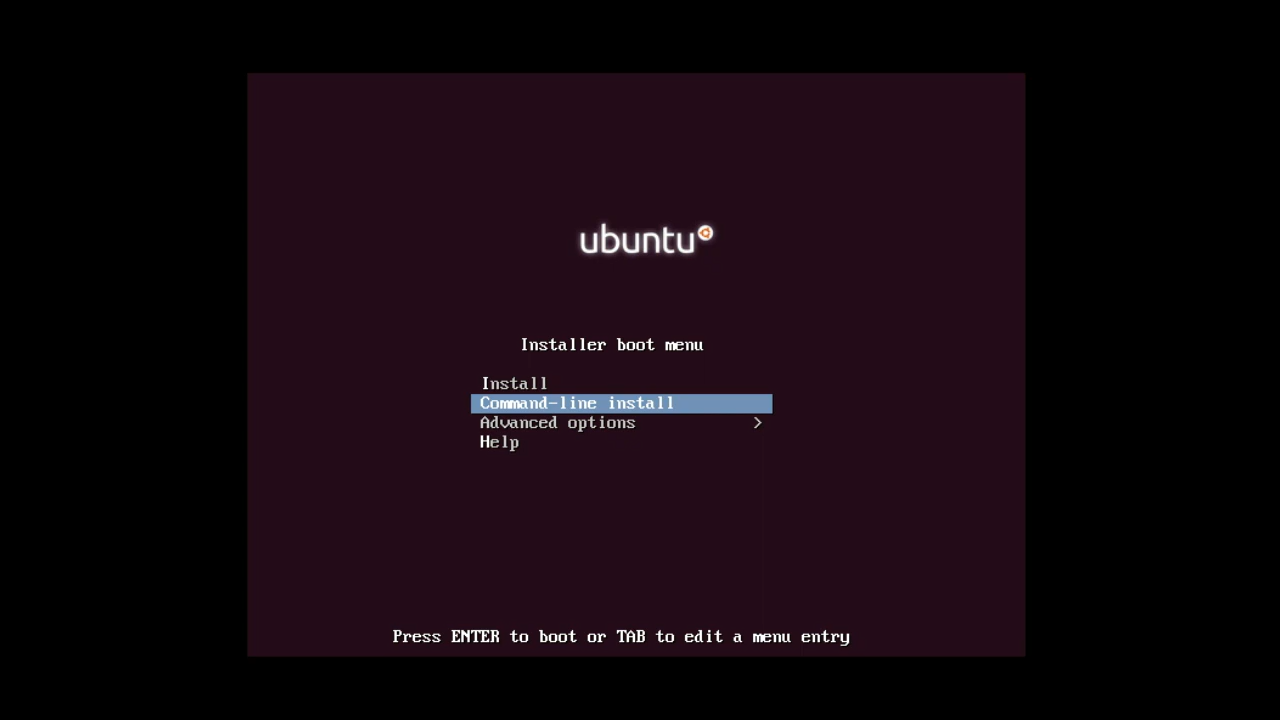 ubuntu
Installer boot menu
Install
Command-line install
Advanced options >
Help
Press ENTER to boot or TAB to edit a menu entry